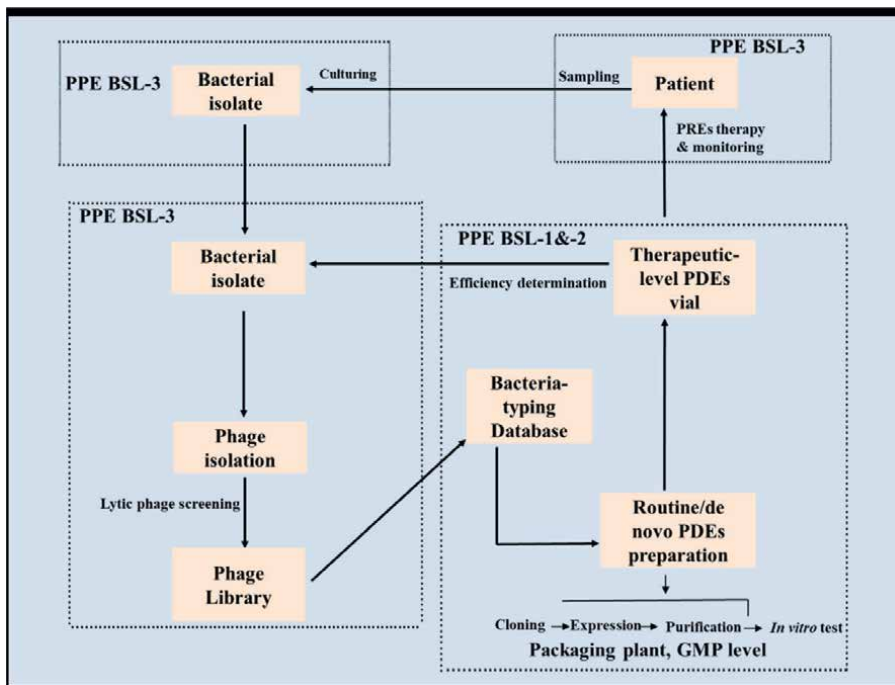 PPE BSL-3
Bacterial
isolate
Culturing
Sampling
PPE BSL-3
Patient
PREs therapy
& monitoring
PPE BSL-3
Bacterial
isolate
Phage
isolation
Lytic phage screening
Phage
Library
PPE BSL-1&-2
Efficiency determination
Therapeutic-
level PDEs
vial
Bacteria-
typing
Database
Routine/de
novo PDEs
preparation
Cloning Expression Purification In vitro test
Packaging plant, GMP level